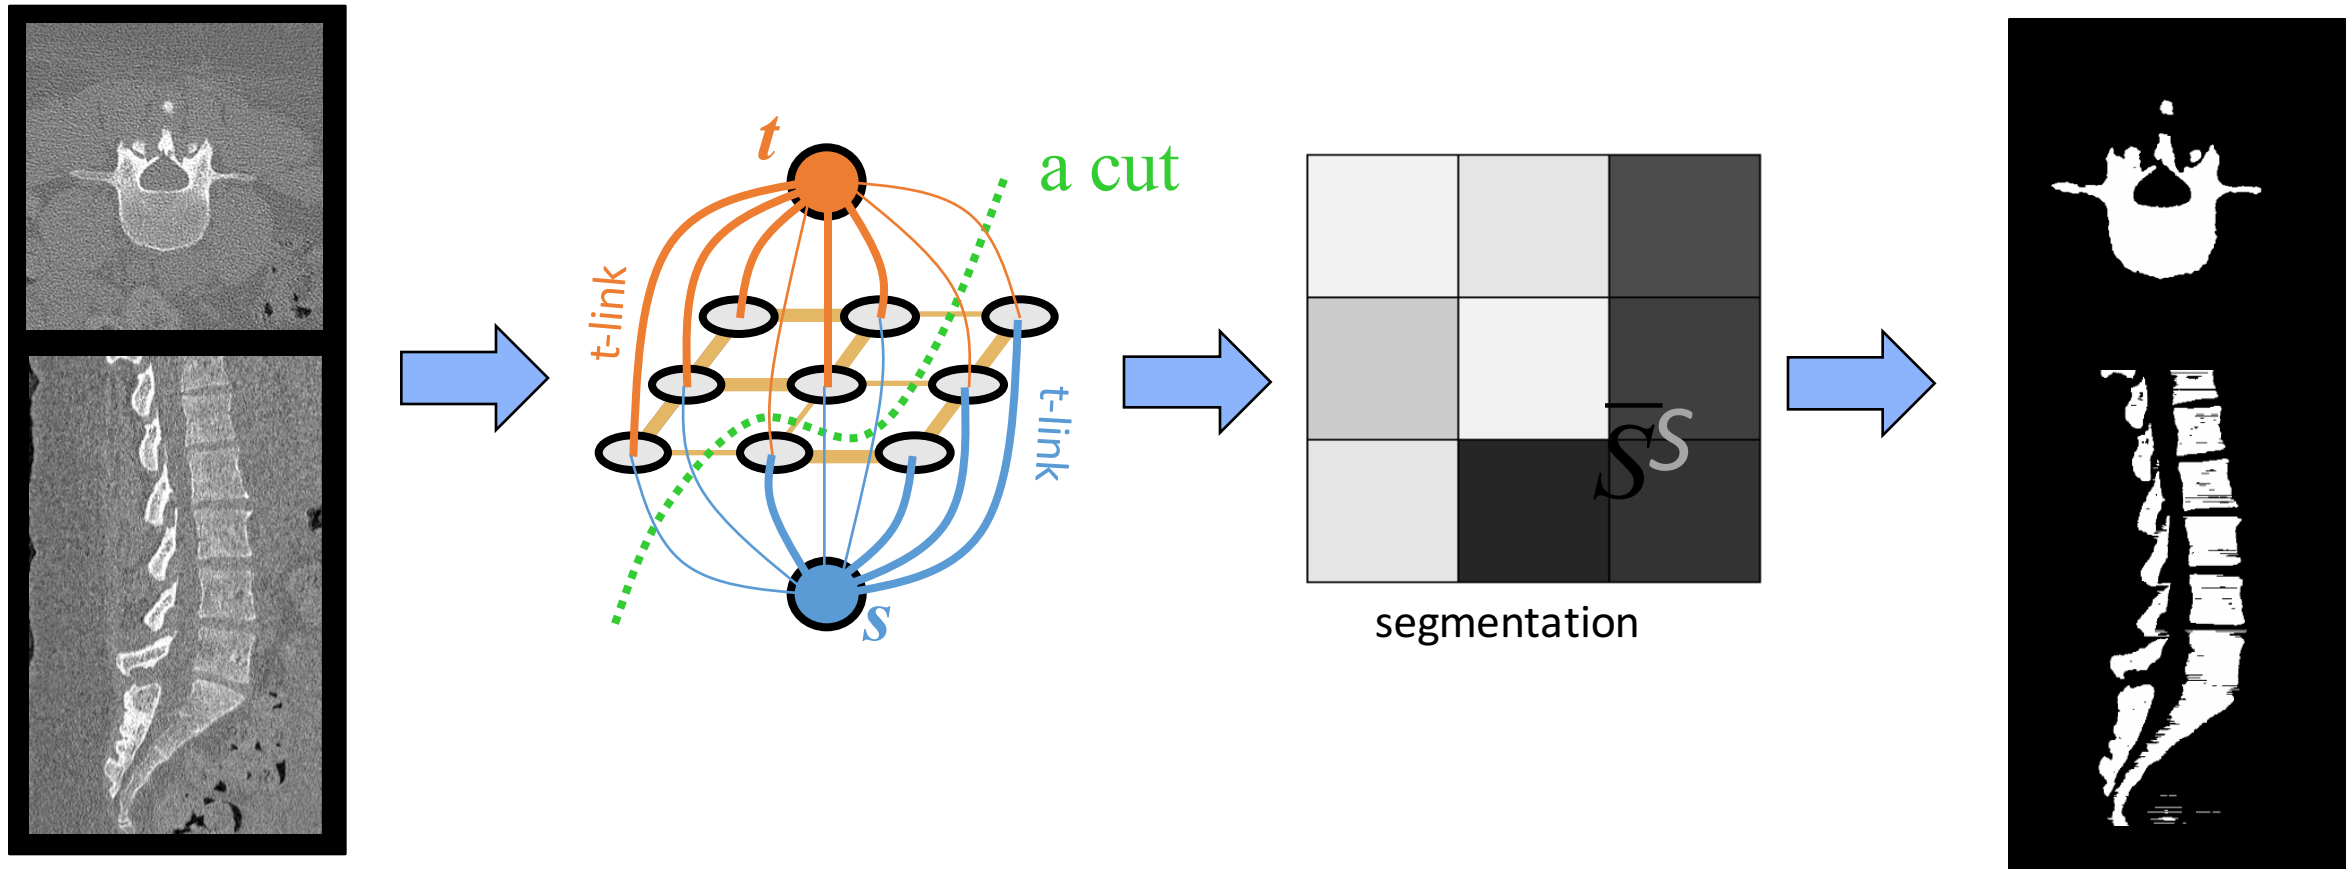 t
a cut
t-link
t-link
s
S̅
S
segmentation